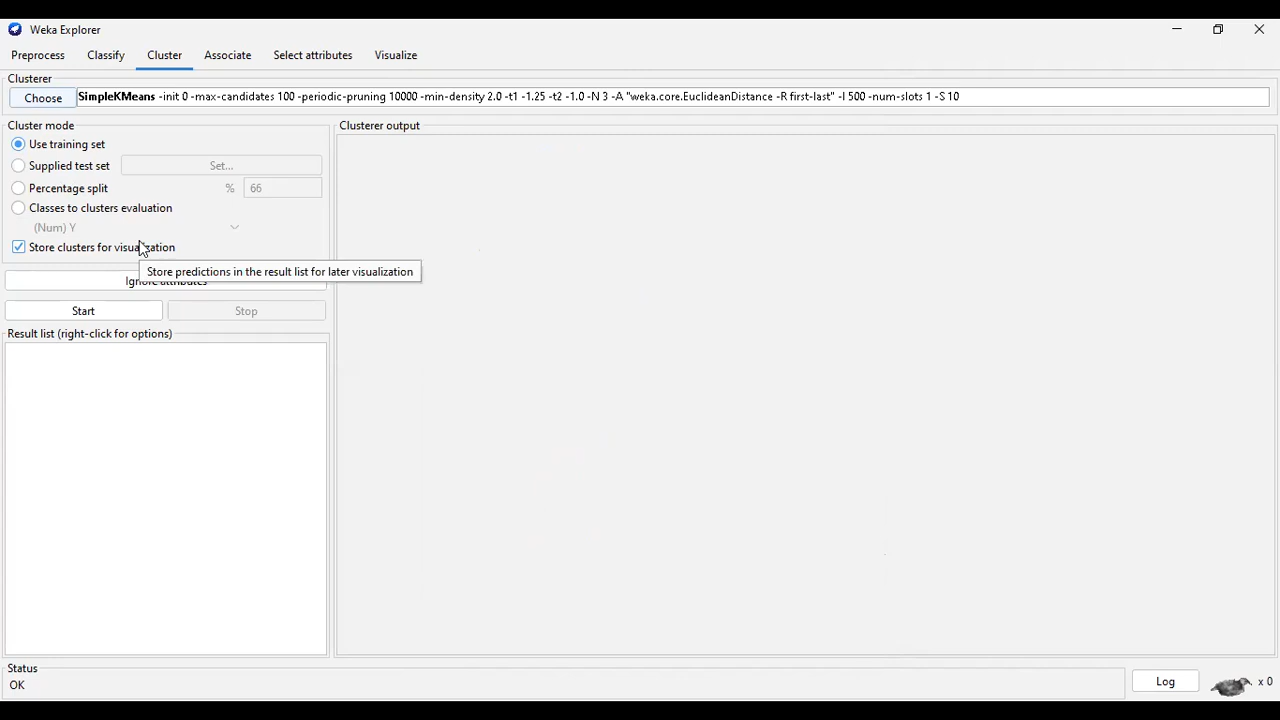 Weka Explorer
Preprocess Classify Cluster Associate Select attributes Visualize
Clusterer
Choose SimpleKMeans -init 0 -max-candidates 100 -periodic-pruning 10000 -min-density 2.0 -t1 -1.25 -t2 -1.0 -N 3 -A "weka.core.EuclideanDistance -R first-last" -I 500 -num-slots 1 -S 10
Cluster mode
Use training set
Supplied test set Set...
Percentage split % 66
Classes to clusters evaluation
(Num) Y
Store clusters for visualization
Store predictions in the result list for later visualization
Ignore attributes
Start Stop
Result list (right-click for options)
Clusterer output
Status
OK
Log x 0